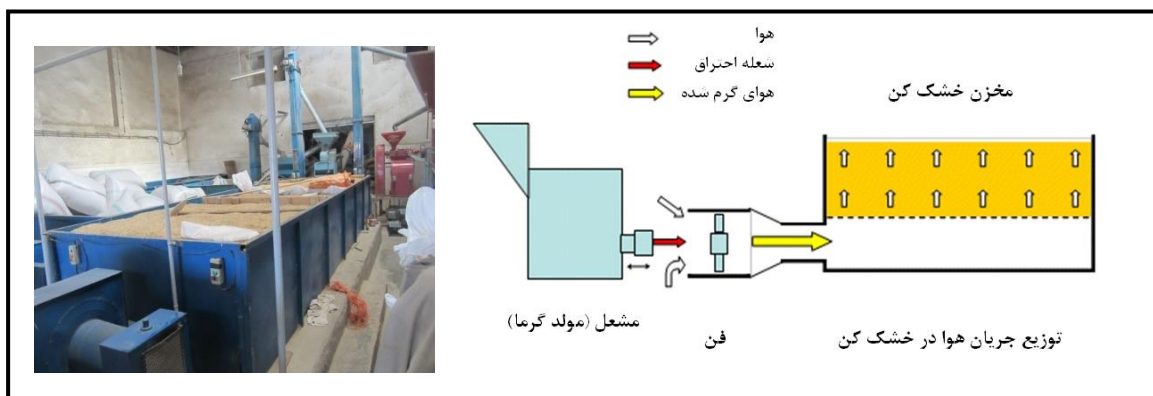 هوا
شعله احتراق
هوای گرم شده
مخزن خشک کن
مشعل (مولد گرما)
فن
توزیع جریان هوا در خشک کن